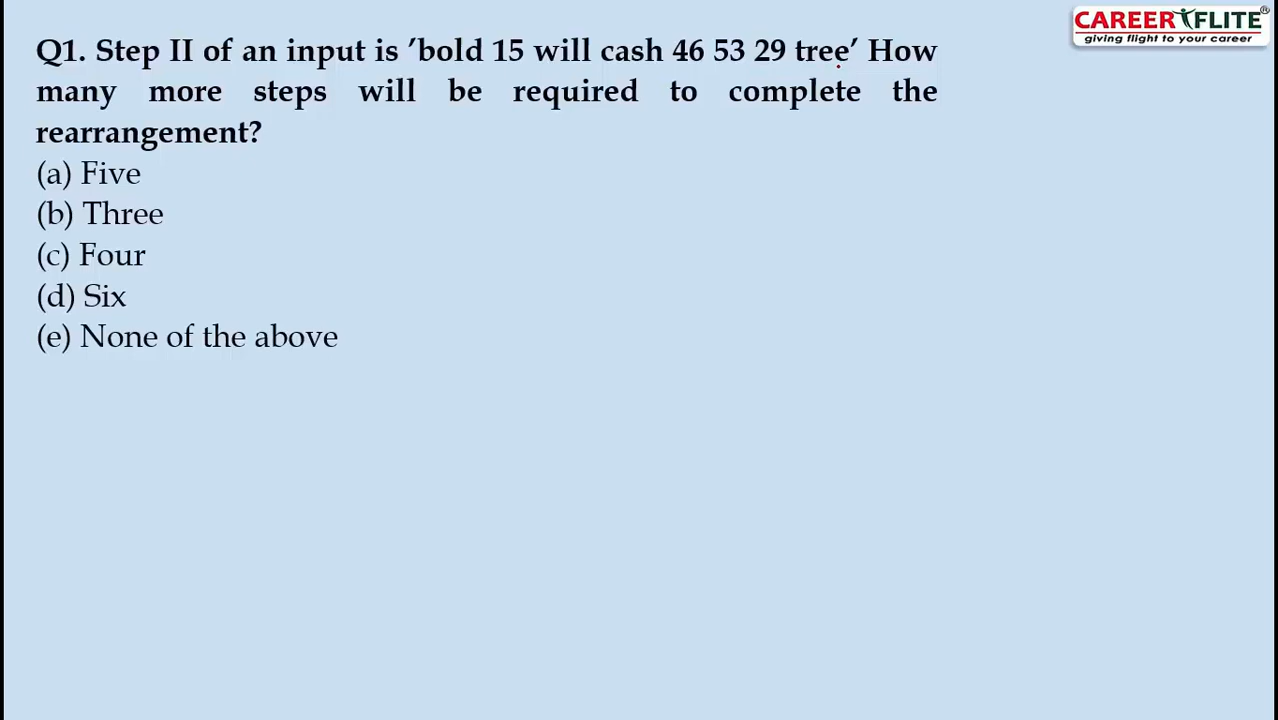 CAREER FLITE®
giving flight to your career
Q1. Step II of an input is ’bold 15 will cash 46 53 29 tree’ How
many more steps will be required to complete the
rearrangement?
(a) Five
(b) Three
(c) Four
(d) Six
(e) None of the above